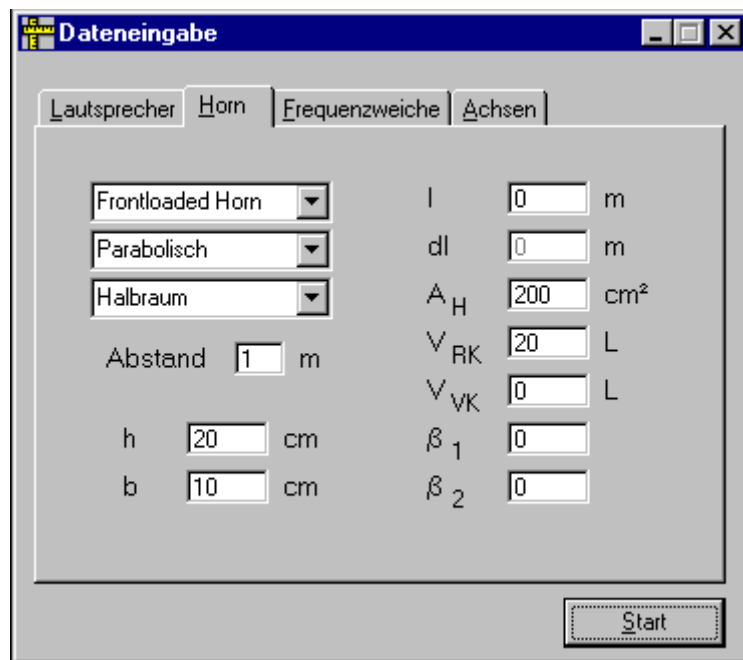 Dateneingabe
Lautsprecher Horn Frequenzweiche Achsen
Frontloaded Horn l 0 m
Parabolisch dl 0 m
Halbraum A H 200 cm²
Abstand 1 m V RK 20 L
V VK 0 L
h 20 cm β 1 0
b 10 cm β 2 0
Start